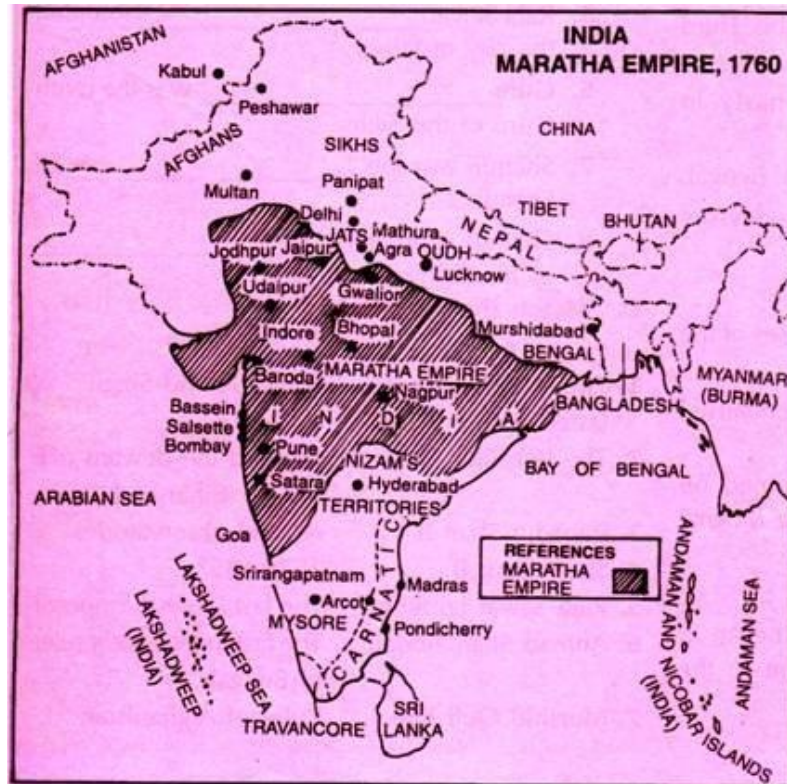 INDIA
MARATHA EMPIRE, 1760
AFGHANISTAN
Kabul
Peshawar
AFGHANS
CHINA
SIKHS
Multan
Panipat
TIBET
BHUTAN
Delhi
JATS
Mathura
NEPAL
Jodhpur
Jaipur
Agra
OUDH
Lucknow
Udaipur
Gwalior
Indore
Bhopal
Murshidabad
BENGAL
Baroda
MARATHA EMPIRE
MYANMAR
(BURMA)
Nagpur
BANGLADESH
Bassein
Salsette
Bombay
I N D I A
Pune
NIZAM'S
BAY OF BENGAL
Satara
Hyderabad
ARABIAN SEA
TERRITORIES
Goa
REFERENCES
MARATHA
EMPIRE
Srirangapatnam
Madras
Arcot
MYSORE
CARNATIC
Pondicherry
LAKSHADWEEP SEA
LAKSHADWEEP
(INDIA)
ANDAMAN AND NICOBAR ISLANDS
(INDIA)
ANDAMAN SEA
TRAVANCORE
SRI
LANKA